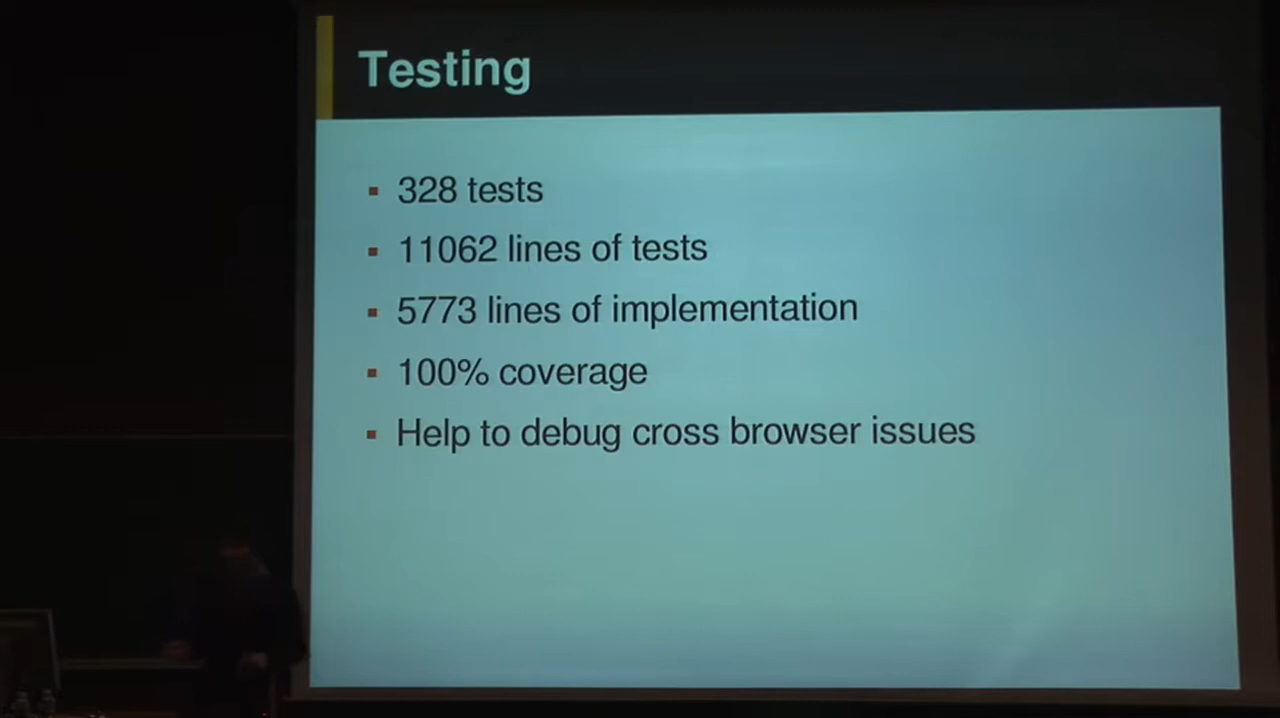 Testing
328 tests
11062 lines of tests
5773 lines of implementation
100% coverage
Help to debug cross browser issues